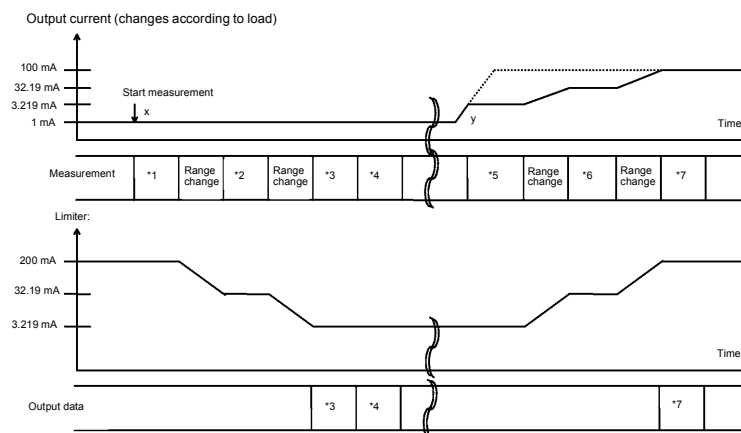 Output current (changes according to load)
100 mA
32.19 mA
3.219 mA
1 mA
Start measurement
x
y
Time
Measurement
*1
Range
change
*2
Range
change
*3
*4
*5
Range
change
*6
Range
change
*7
Limiter:
200 mA
32.19 mA
3.219 mA
Time
Output data
*3
*4
*7